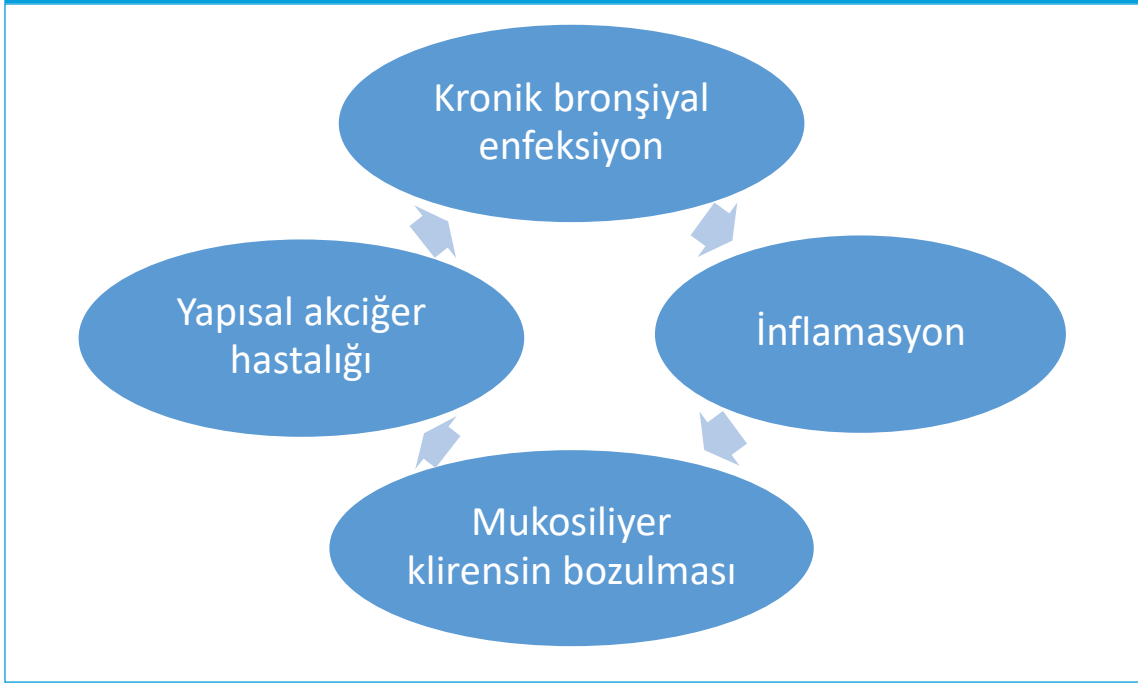 Kronik bronşiyal
enfeksiyon
Yapısal akciğer
hastalığı
İnflamasyon
Mukosiliyer
klirensin bozulması